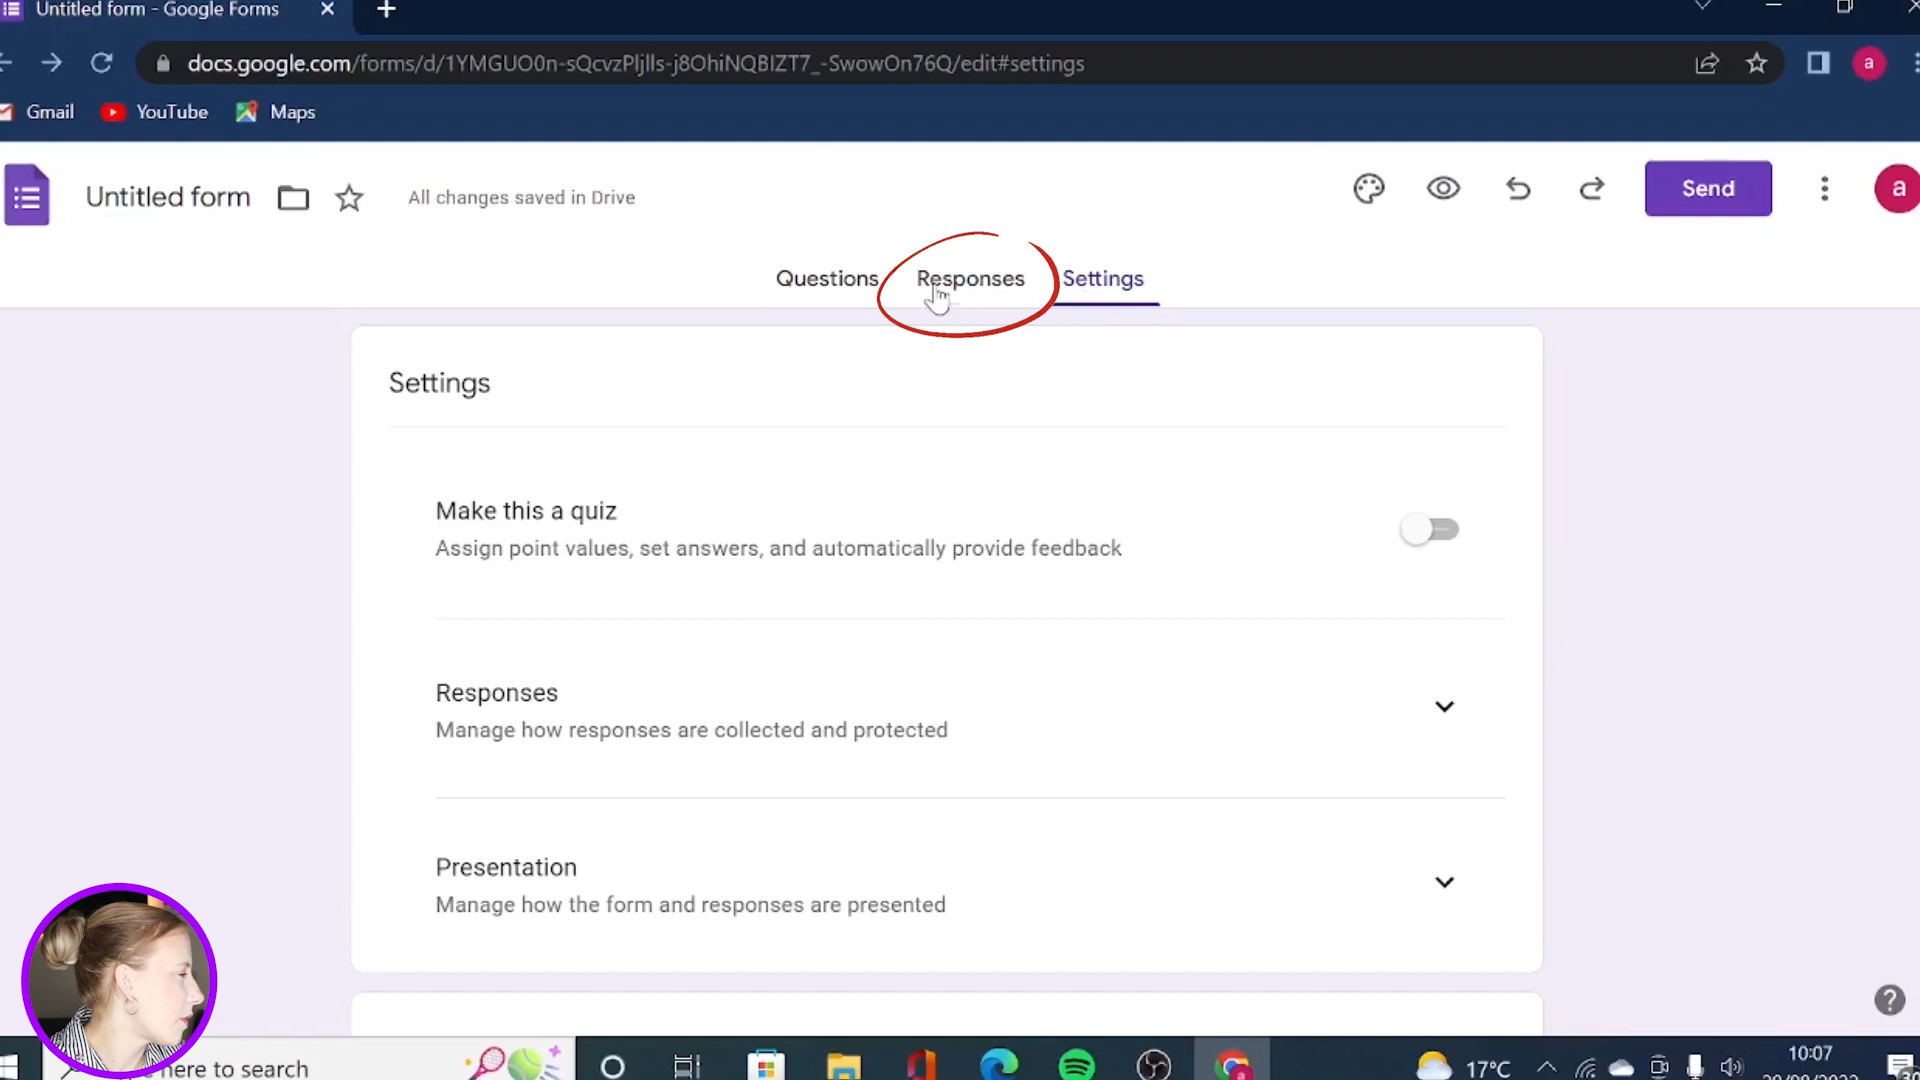 Untitled form - Google Forms
docs.google.com/forms/d/1YMGUO0n-sQcvzPljlls-j8OhiNQBIZT7_-SwowOn76Q/edit#settings
a
Gmail
YouTube
Maps
Untitled form
All changes saved in Drive
Send
a
Questions
Responses
Settings
Settings
Make this a quiz
Assign point values, set answers, and automatically provide feedback
Responses
Manage how responses are collected and protected
Presentation
Manage how the form and responses are presented
here to search
17°C
10:07